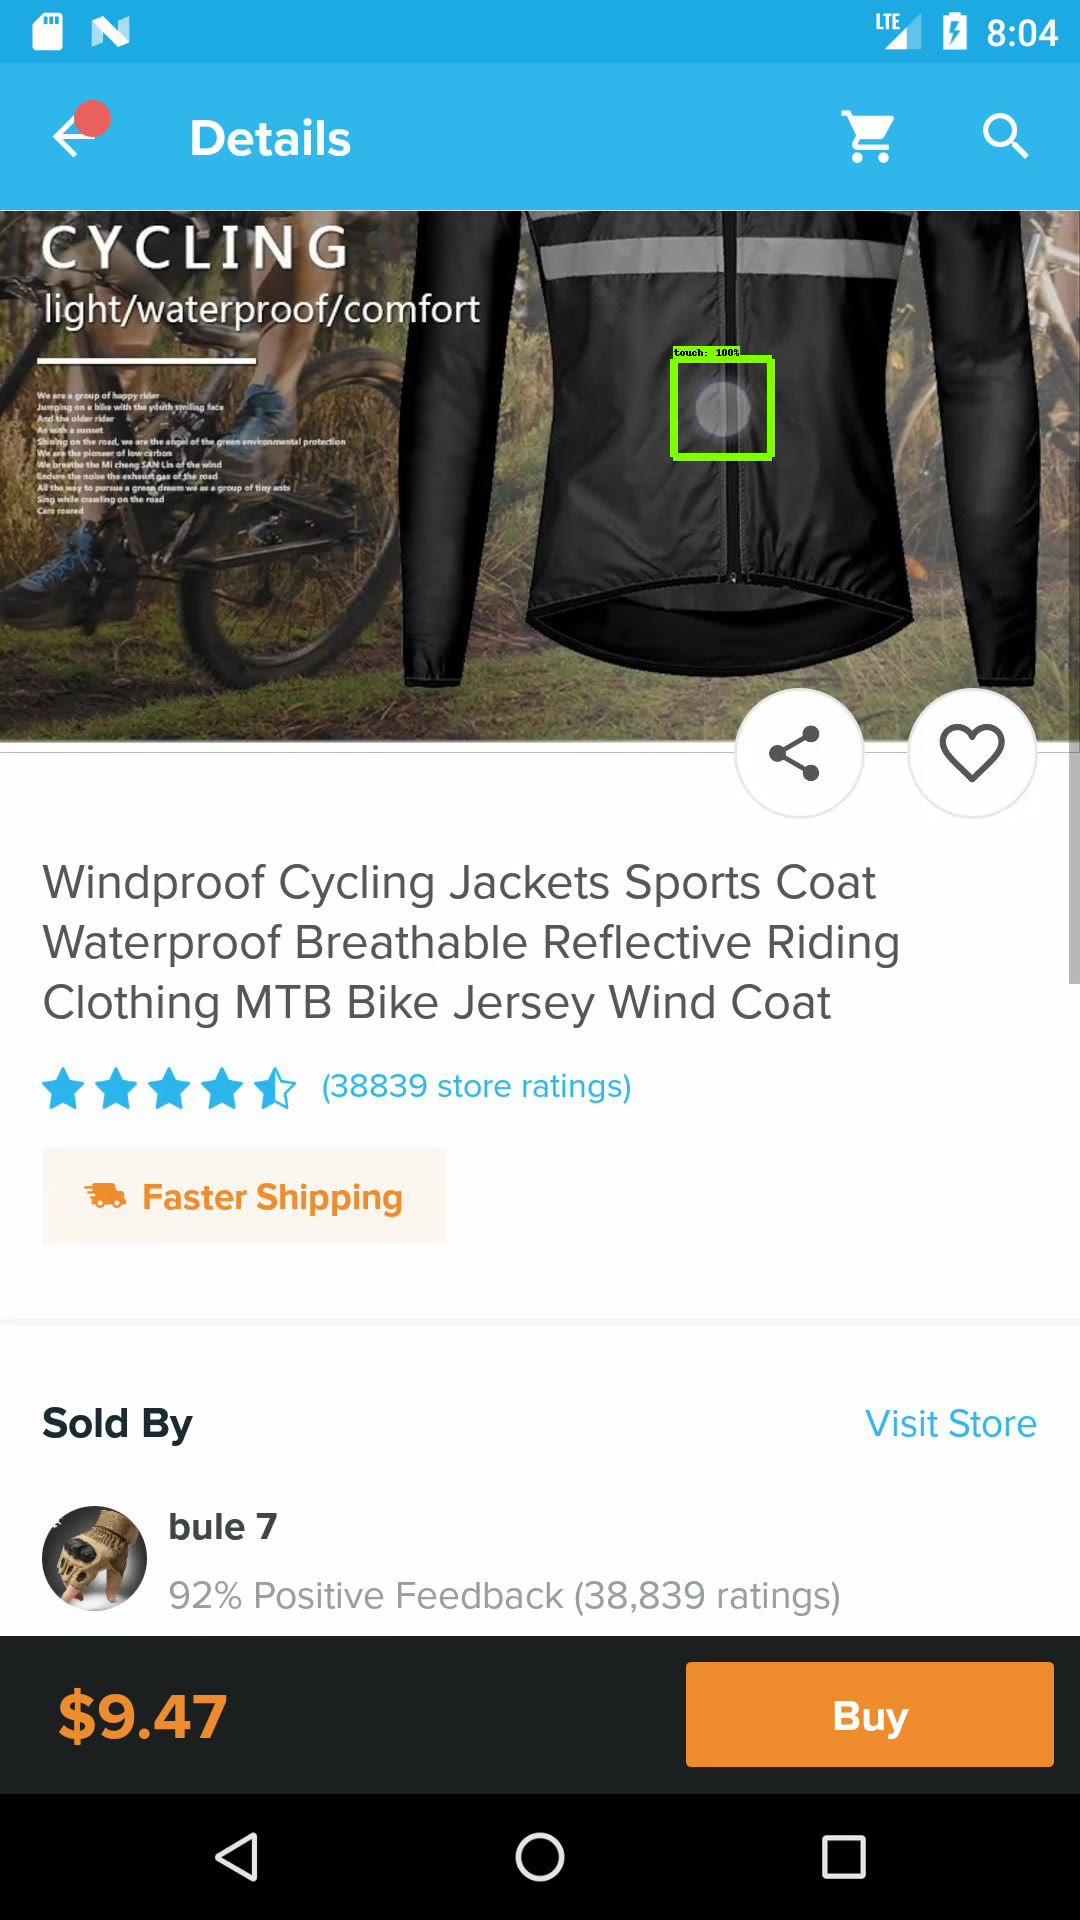 LTE 8:04
Details
CYCLING
light/waterproof/comfort
We are a group of happy rider
Jumping on a bike with the youth smiling face
And the older rider
As with a sunset
Shining on the road, we are the angel of the green environmental protection
We are the pioneer of low carbon
We breathe the Mi cheng SAN Lin of the wind
Endure the noise the exhaust gas of the road
All the way to pursue a green dream we as a group of tiny ants
Sing while crawling on the road
Care roared
touch: 100%
Windproof Cycling Jackets Sports Coat
Waterproof Breathable Reflective Riding
Clothing MTB Bike Jersey Wind Coat
(38839 store ratings)
Faster Shipping
Sold By
Visit Store
bule 7
92% Positive Feedback (38,839 ratings)
$9.47
Buy